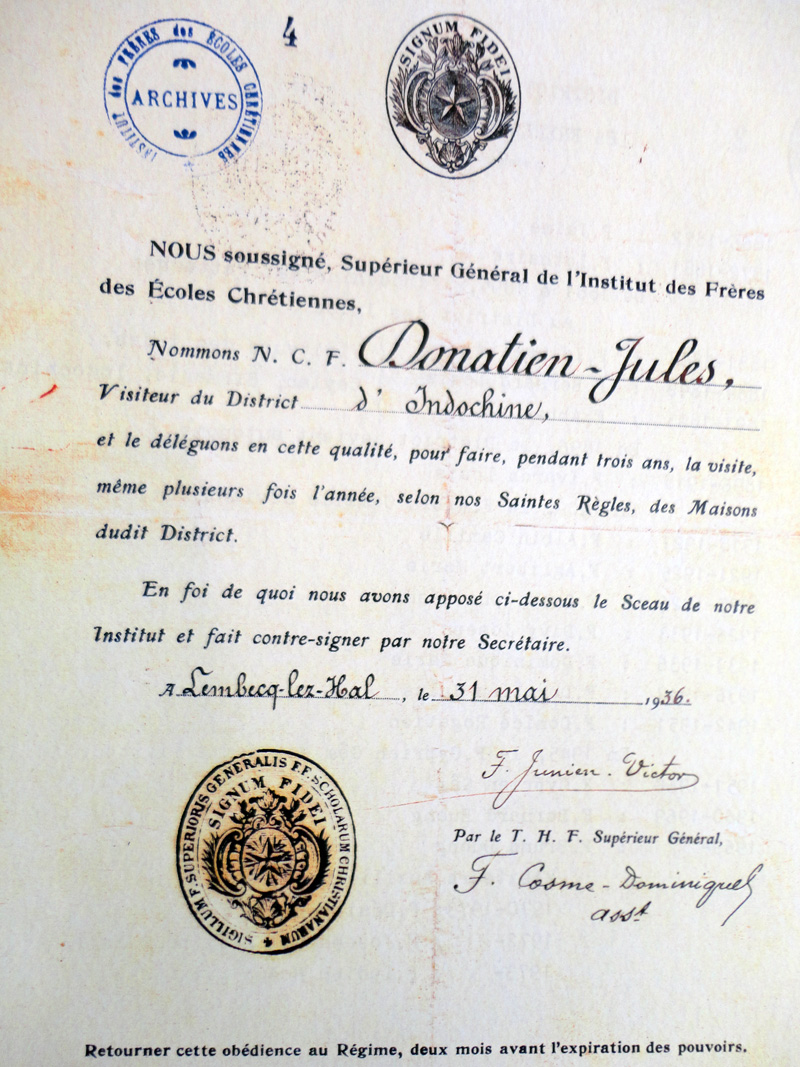 INSTITUT des FRÈRES des ÉCOLES CHRÉTIENNES
ARCHIVES
4
SIGNUM FIDEI
NOUS soussigné, Supérieur Général de l'Institut des Frères
des Écoles Chrétiennes,
Nommons N. C. F. Donatien-Jules,
Visiteur du District d'Indochine,
et le déléguons en cette qualité, pour faire, pendant trois ans, la visite,
même plusieurs fois l'année, selon nos Saintes Règles, des Maisons
dudit District.
En foi de quoi nous avons apposé ci-dessous le Sceau de notre
Institut et fait contre-signer par notre Secrétaire.
A Lembecq-lez-Hal, le 31 mai 1936.
SIGILLUM F. SUPERIORIS GENERALIS F.F. SCHOLARUM CHRISTIANARUM
SIGNUM FIDEI
F. Junien-Victor
Par le T. H. F. Supérieur Général,
F. Cosme-Dominique
asst
Retourner cette obédience au Régime, deux mois avant l'expiration des pouvoirs.